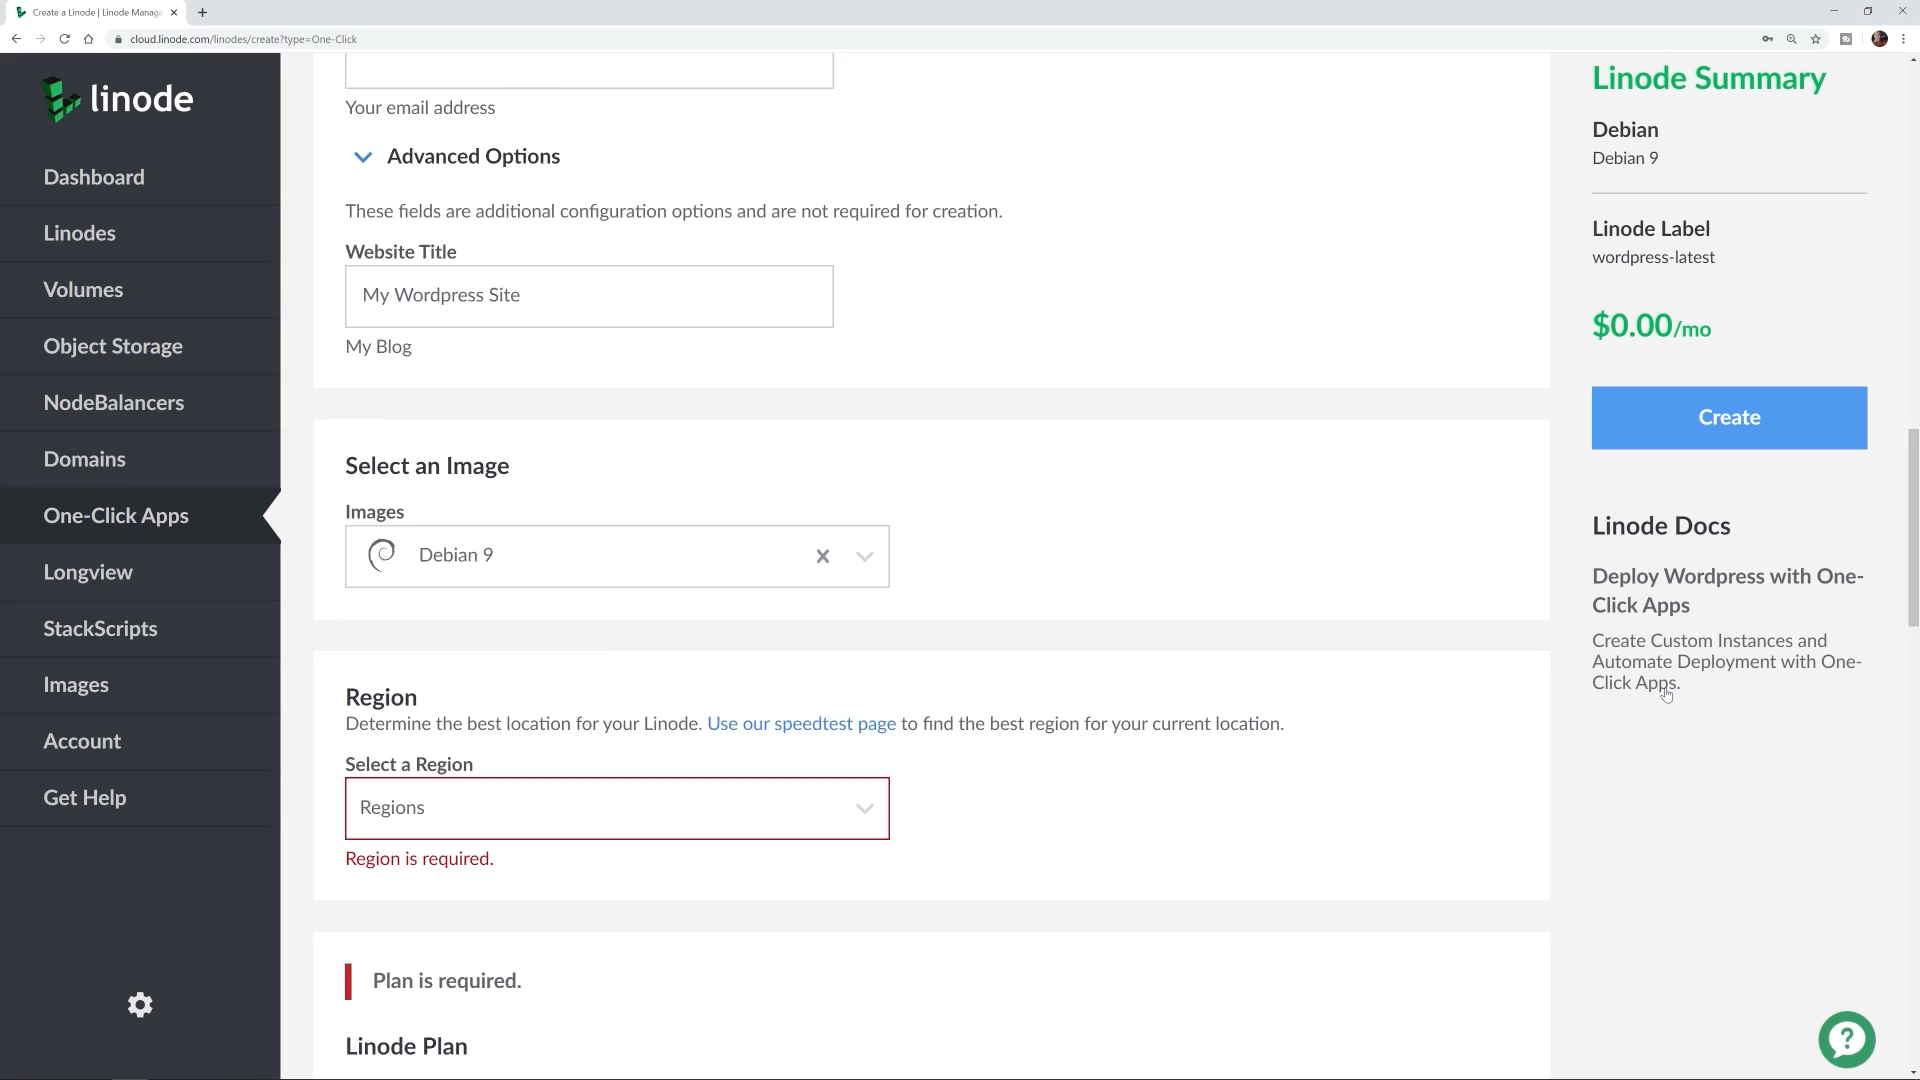 Create a Linode | Linode Manag
cloud.linode.com/linodes/create?type=One-Click
linode
Dashboard
Linodes
Volumes
Object Storage
NodeBalancers
Domains
One-Click Apps
Longview
StackScripts
Images
Account
Get Help
Your email address
Advanced Options
These fields are additional configuration options and are not required for creation.
Website Title
My Wordpress Site
My Blog
Select an Image
Images
Debian 9
Region
Determine the best location for your Linode. Use our speedtest page to find the best region for your current location.
Select a Region
Regions
Region is required.
Plan is required.
Linode Plan
Linode Summary
Debian
Debian 9
Linode Label
wordpress-latest
$0.00/mo
Create
Linode Docs
Deploy Wordpress with One-
Click Apps
Create Custom Instances and
Automate Deployment with One-
Click Apps.